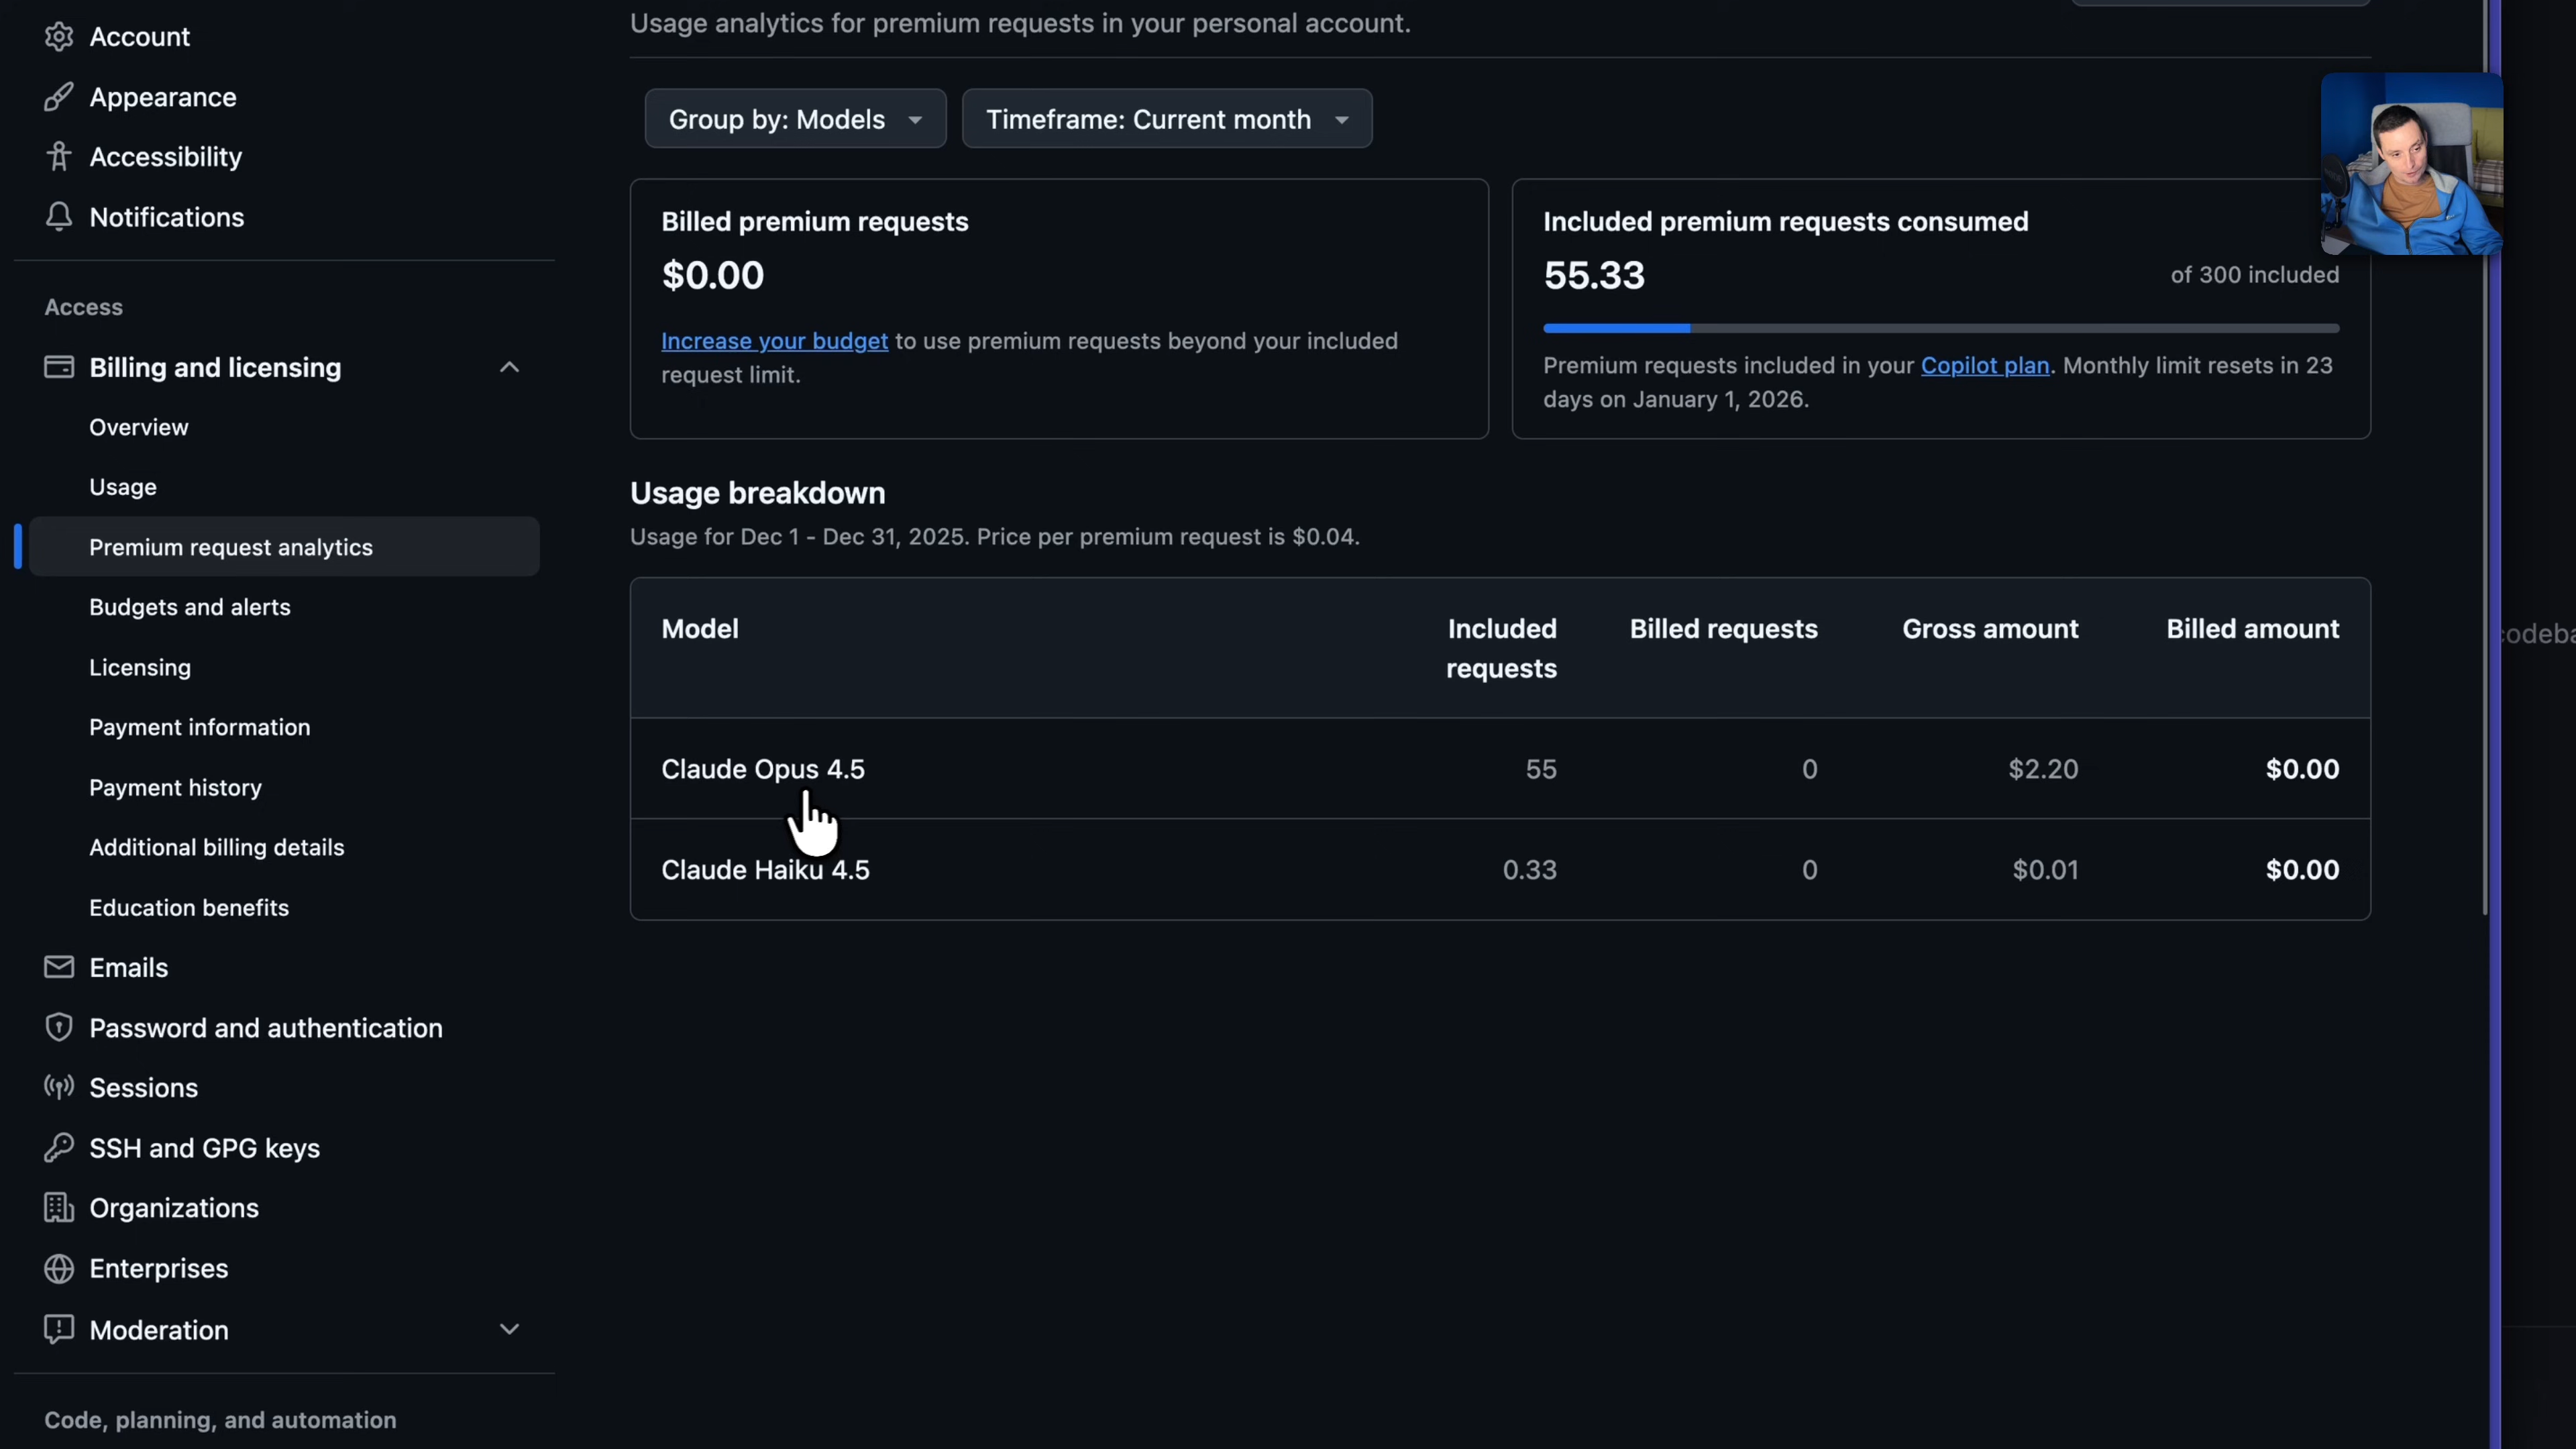 Account
Appearance
Accessibility
Notifications
Access
Billing and licensing
Overview
Usage
Premium request analytics
Budgets and alerts
Licensing
Payment information
Payment history
Additional billing details
Education benefits
Emails
Password and authentication
Sessions
SSH and GPG keys
Organizations
Enterprises
Moderation
Code, planning, and automation
Usage analytics for premium requests in your personal account.
Group by: Models
Timeframe: Current month
Billed premium requests
$0.00
Increase your budget to use premium requests beyond your included
request limit.
Included premium requests consumed
55.33
of 300 included
Premium requests included in your Copilot plan. Monthly limit resets in 23
days on January 1, 2026.
Usage breakdown
Usage for Dec 1 - Dec 31, 2025. Price per premium request is $0.04.
Model Included requests Billed requests Gross amount Billed amount
Claude Opus 4.5 55 0 $2.20 $0.00
Claude Haiku 4.5 0.33 0 $0.01 $0.00